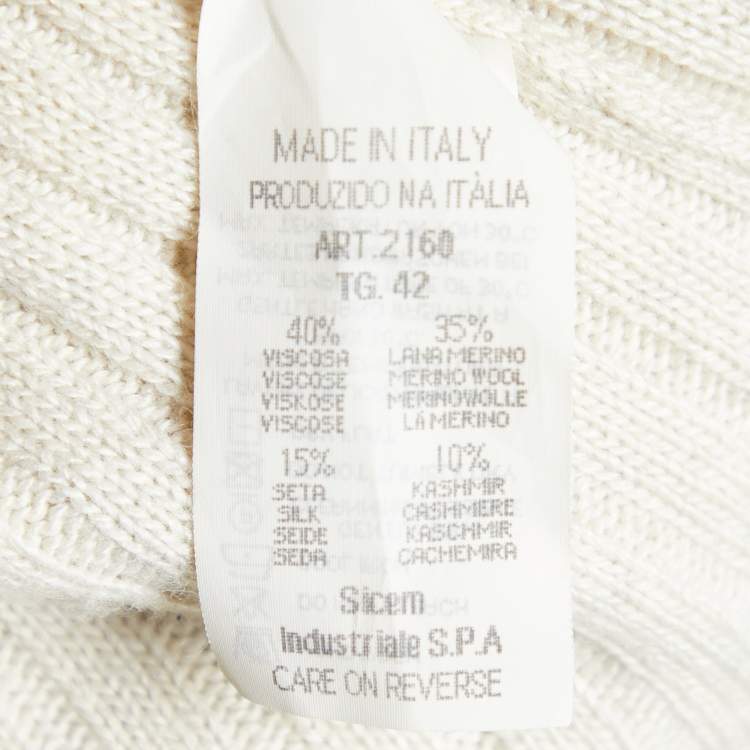 MADE IN ITALY
PRODUZIDO NA ITÀLIA
ART.2160
TG. 42
40% 35%
VISCOSA LANA MERINO
VISCOSE MERINO WOOL
VISKOSE MERINOWOLLE
VISCOSE LÁ MERINO
15% 10%
SETA KASHMIR
SILK CASHMERE
SEIDE KASCHMIR
SEDA CACHEMIRA
Sicem
Industriale S.P.A
CARE ON REVERSE